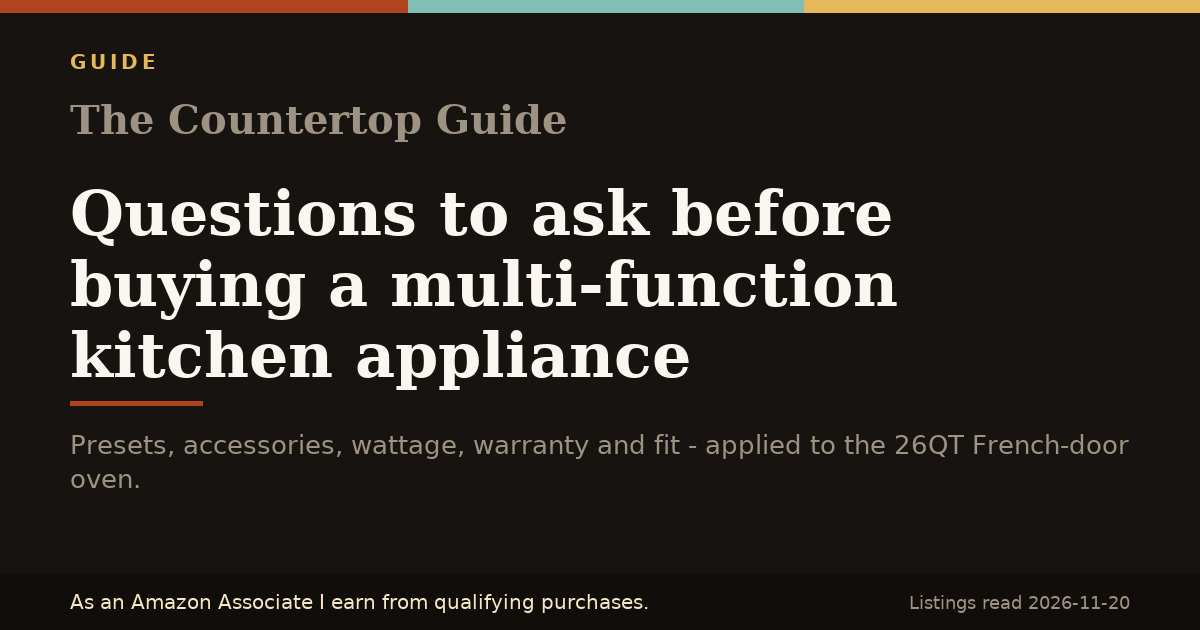 GUIDE
The Countertop Guide
Questions to ask before
buying a multi-function
kitchen appliance
Presets, accessories, wattage, warranty and fit - applied to the 26QT French-door
oven.
As an Amazon Associate I earn from qualifying purchases.
Listings read 2026-11-20